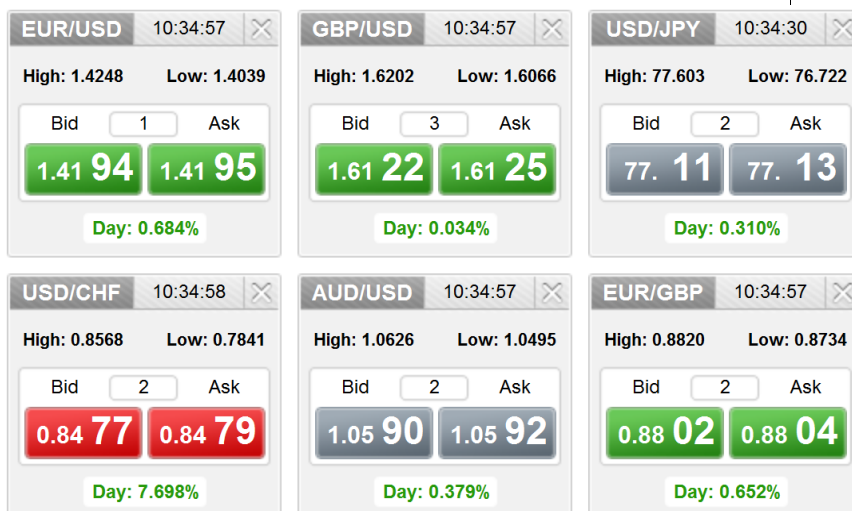 EUR/USD 10:34:57
High: 1.4248 Low: 1.4039
Bid 1 Ask
1.41 94 1.41 95
Day: 0.684%
GBP/USD 10:34:57
High: 1.6202 Low: 1.6066
Bid 3 Ask
1.61 22 1.61 25
Day: 0.034%
USD/JPY 10:34:30
High: 77.603 Low: 76.722
Bid 2 Ask
77. 11 77. 13
Day: 0.310%
USD/CHF 10:34:58
High: 0.8568 Low: 0.7841
Bid 2 Ask
0.84 77 0.84 79
Day: 7.698%
AUD/USD 10:34:57
High: 1.0626 Low: 1.0495
Bid 2 Ask
1.05 90 1.05 92
Day: 0.379%
EUR/GBP 10:34:57
High: 0.8820 Low: 0.8734
Bid 2 Ask
0.88 02 0.88 04
Day: 0.652%